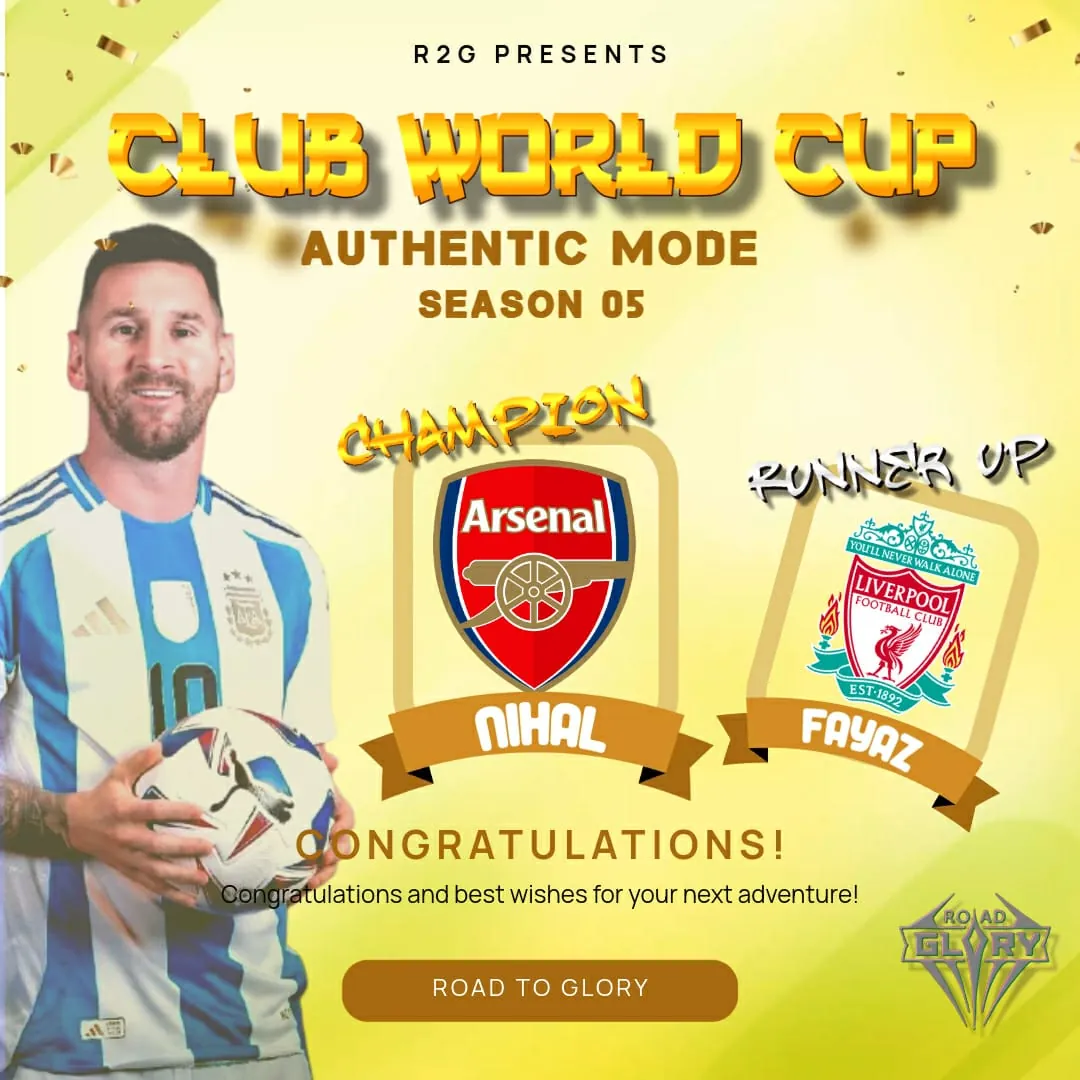 R2G PRESENTS
CLUB WORLD CUP
AUTHENTIC MODE
SEASON 05
CHAMPION
RUNNER UP
Arsenal
YOU'LL NEVER WALK ALONE
LIVERPOOL
FOOTBALL CLUB
EST·1892
NIHAL
FAYAZ
10
AFA
CONGRATULATIONS!
Congratulations and best wishes for your next adventure!
ROAD
GLORY
ROAD TO GLORY